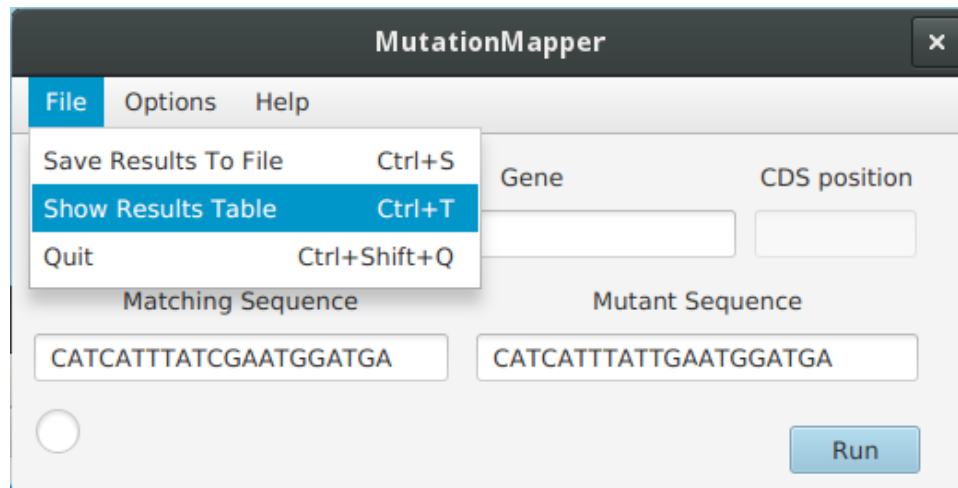 MutationMapper
×
File Options Help
Save Results To File Ctrl+S
Show Results Table Ctrl+T
Quit Ctrl+Shift+Q
Gene CDS position
Matching Sequence Mutant Sequence
CATCATTTATCGAATGGATGA CATCATTTATTGAATGGATGA
Run